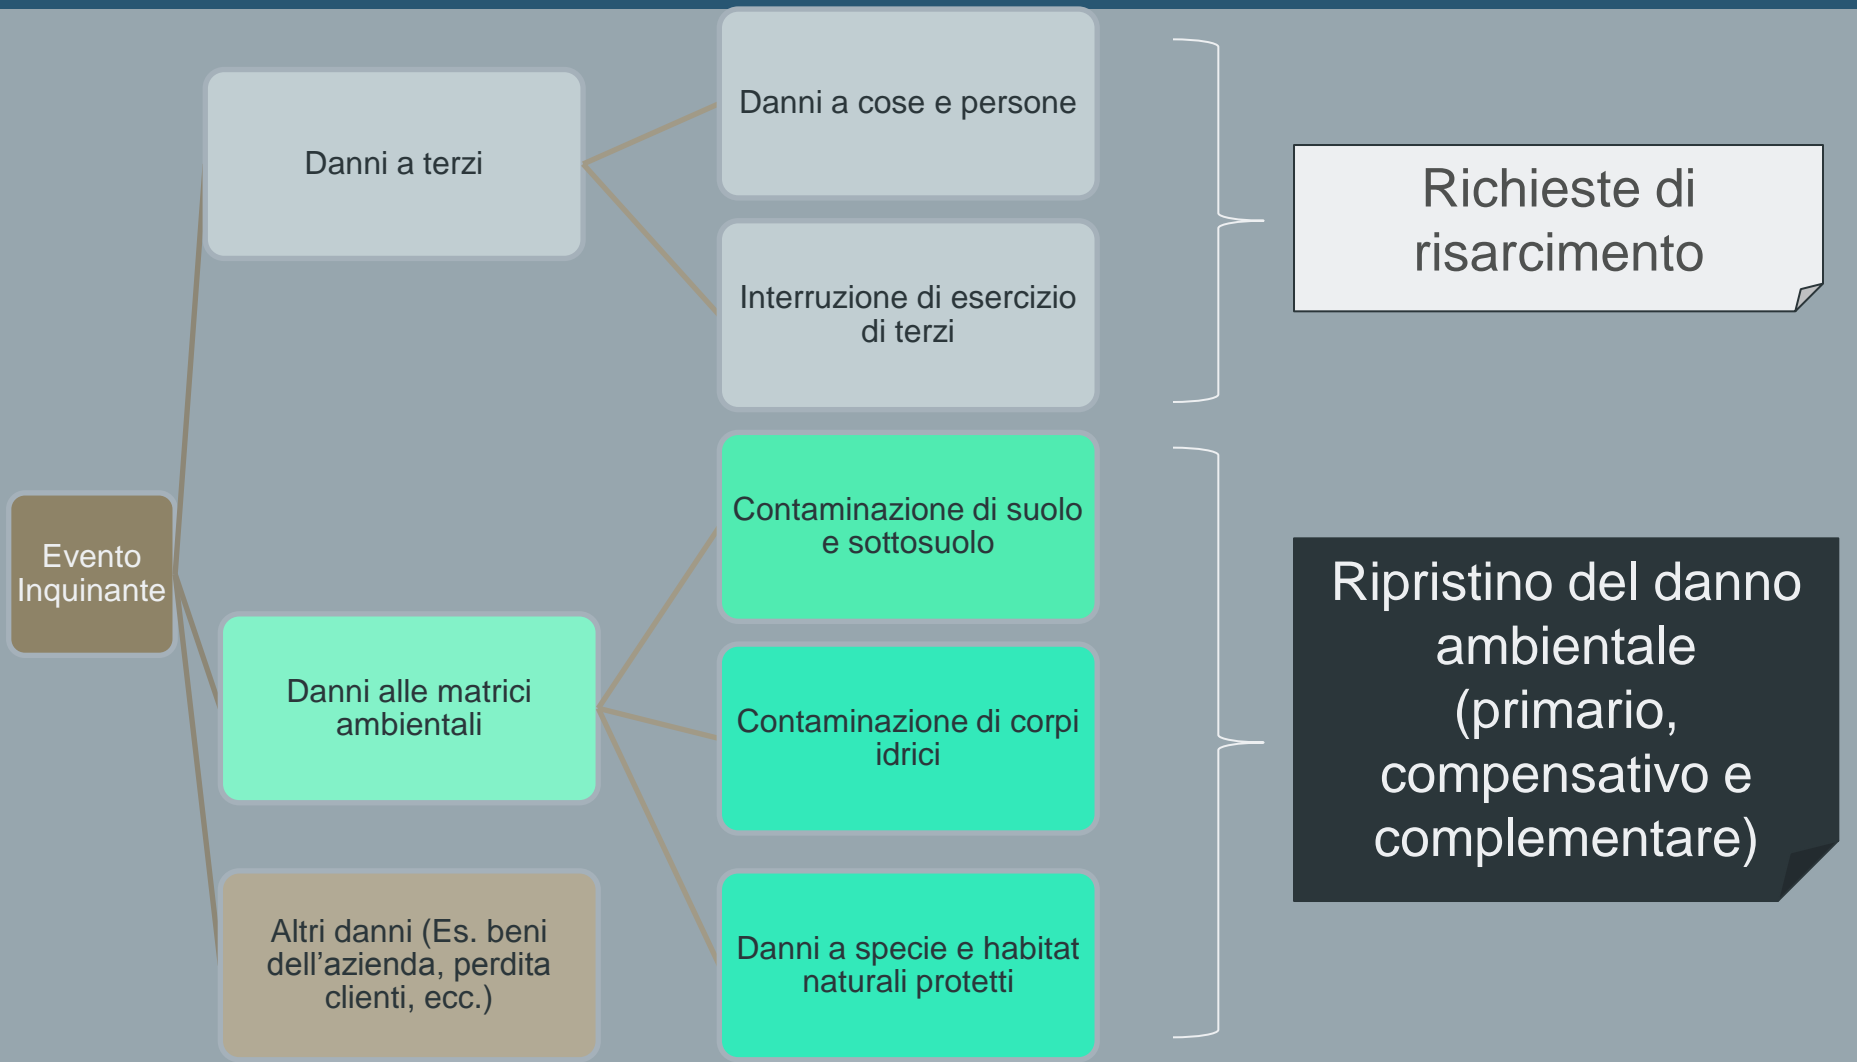 Danni a cose e persone
Danni a terzi
Interruzione di esercizio
di terzi
Richieste di
risarcimento
Evento
Inquinante
Contaminazione di suolo
e sottosuolo
Danni alle matrici
ambientali
Contaminazione di corpi
idrici
Ripristino del danno
ambientale
(primario,
compensativo e
complementare)
Altri danni (Es. beni
dell’azienda, perdita
clienti, ecc.)
Danni a specie e habitat
naturali protetti